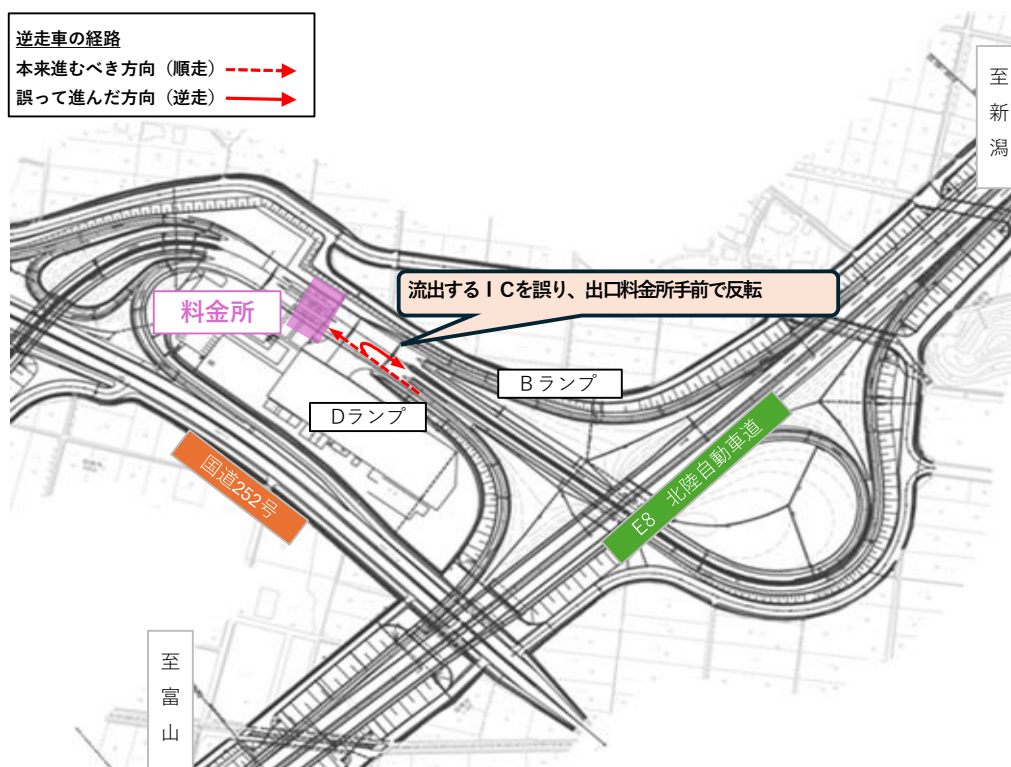 逆走車の経路
本来進むべき方向（順走）
誤って進んだ方向（逆走）
至新潟
流出するＩＣを誤り、出口料金所手前で反転
料金所
Ｂランプ
Dランプ
国道252号
E8　北陸自動車道
至富山